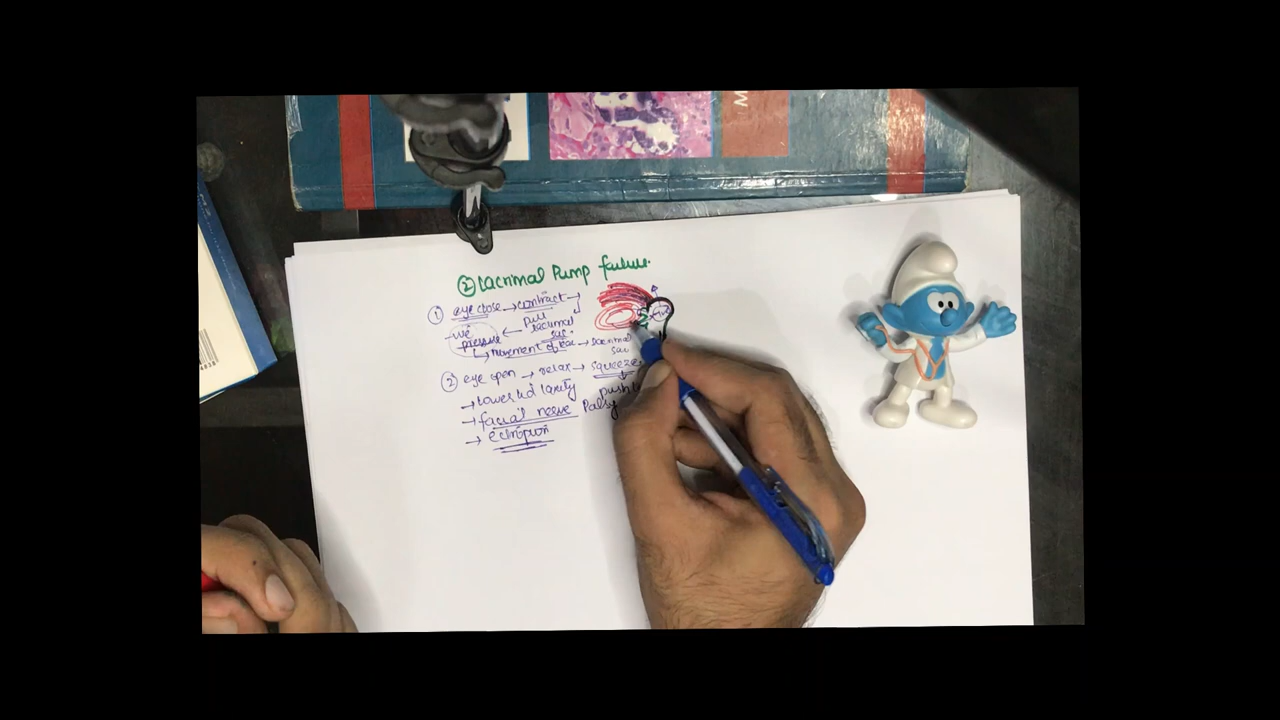 ② Lacrimal Pump failure.
① eye close → contract →
pull lacrimal sac. ←
-ve pressure
↳ movement of tear → lacrimal sac
② eye open → relax → squeeze
→ Lower lid laxity push
→ facial nerve Palsy
→ ectropion
-ve
M